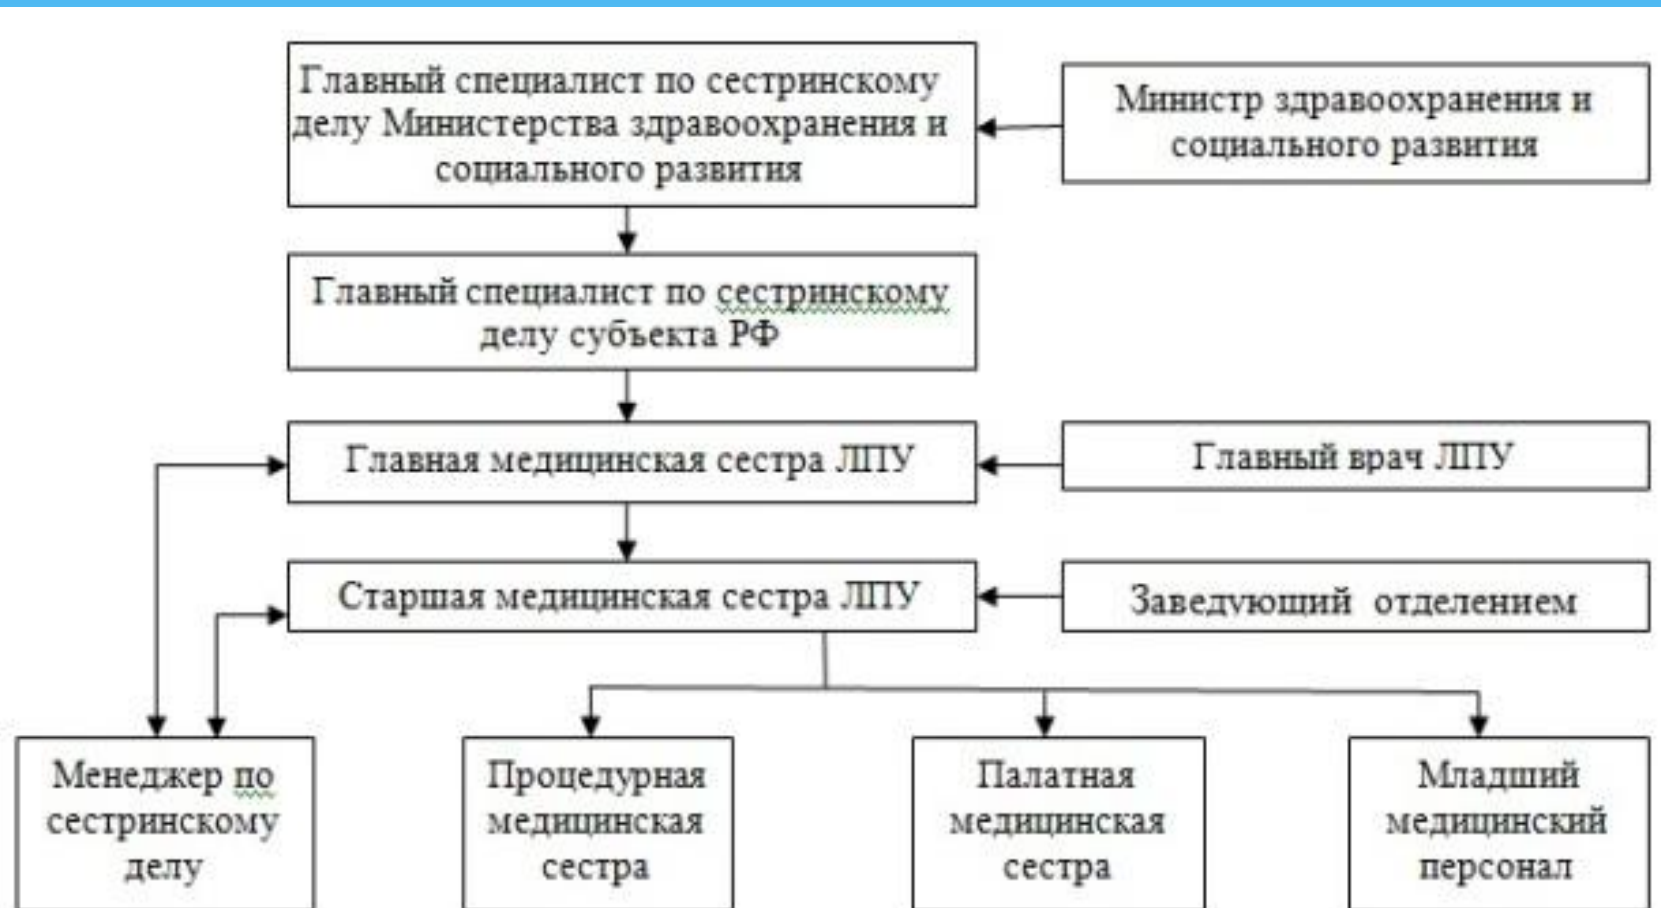 Главный специалист по сестринскому
делу Министерства здравоохранения и
социального развития
Министр здравоохранения и
социального развития
Главный специалист по сестринскому
делу субъекта РФ
Главная медицинская сестра ЛПУ
Главный врач ЛПУ
Старшая медицинская сестра ЛПУ
Заведующий отделением
Менеджер по
сестринскому
делу
Процедурная
медицинская
сестра
Палатная
медицинская
сестра
Младший
медицинский
персонал